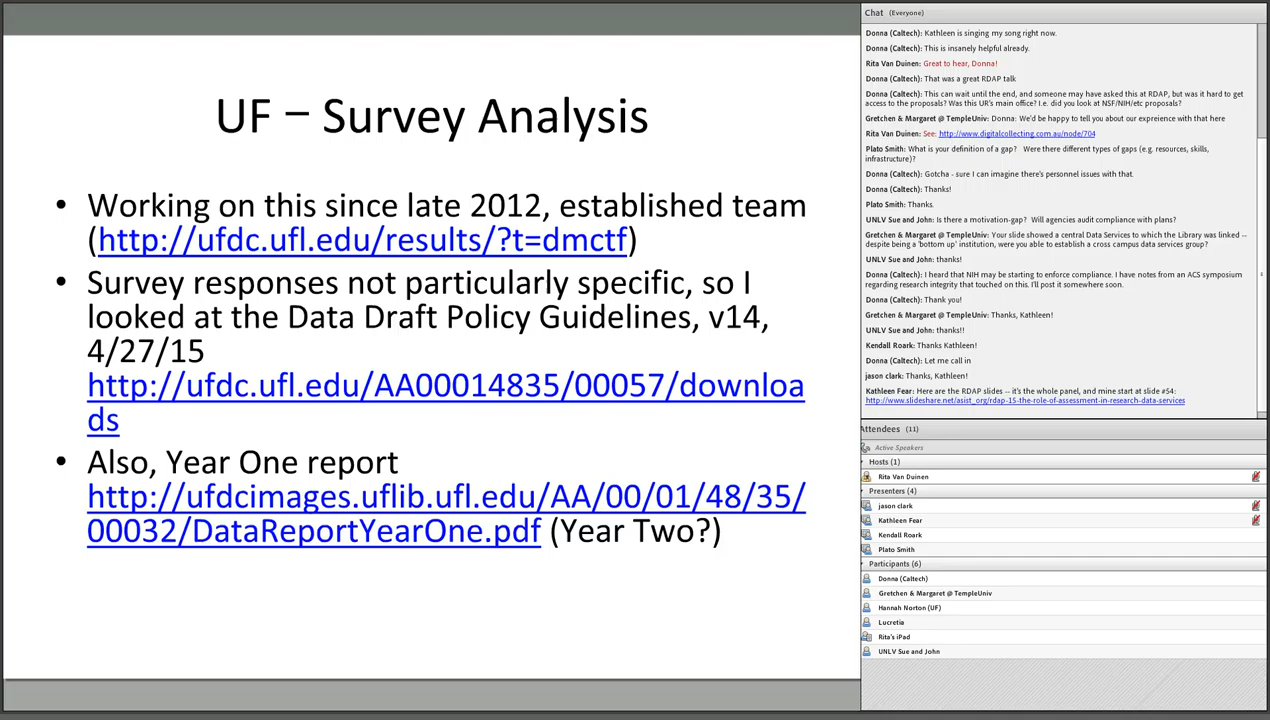 UF – Survey Analysis
• Working on this since late 2012, established team
(http://ufdc.ufl.edu/results/?t=dmctf)
• Survey responses not particularly specific, so I
looked at the Data Draft Policy Guidelines, v14,
4/27/15
http://ufdc.ufl.edu/AA00014835/00057/downloa
ds
• Also, Year One report
http://ufdcimages.uflib.ufl.edu/AA/00/01/48/35/
00032/DataReportYearOne.pdf (Year Two?)
Chat (Everyone)
Donna (Caltech): Kathleen is singing my song right now.
Donna (Caltech): This is insanely helpful already.
Rita Van Duinen: Great to hear, Donna!
Donna (Caltech): That was a great RDAP talk
Donna (Caltech): This can wait until the end, and someone may have asked this at RDAP, but was it hard to get
access to the proposals? Was this UR's main office? I.e. did you look at NSF/NIH/etc proposals?
Gretchen & Margaret @ TempleUniv: Donna: We'd be happy to tell you about our expreience with that here
Rita Van Duinen: See: http://www.digitalcollecting.com.au/node/704
Plato Smith: What is your definition of a gap? Were there different types of gaps (e.g. resources, skills,
infrastructure)?
Donna (Caltech): Gotcha - sure I can imagine there's personnel issues with that.
Donna (Caltech): Thanks!
Plato Smith: Thanks.
UNLV Sue and John: Is there a motivation-gap? Will agencies audit compliance with plans?
Gretchen & Margaret @ TempleUniv: Your slide showed a central Data Services to which the Library was linked --
despite being a 'bottom up' institution, were you able to establish a cross campus data services group?
UNLV Sue and John: thanks!
Donna (Caltech): I heard that NIH may be starting to enforce compliance. I have notes from an ACS symposium
regarding research integrity that touched on this. I'll post it somewhere soon.
Donna (Caltech): Thank you!
Gretchen & Margaret @ TempleUniv: Thanks, Kathleen!
UNLV Sue and John: thanks!!
Kendall Roark: Thanks Kathleen!
Donna (Caltech): Let me call in
jason clark: Thanks, Kathleen!
Kathleen Fear: Here are the RDAP slides -- it's the whole panel, and mine start at slide #54:
http://www.slideshare.net/asist_org/rdap-15-the-role-of-assessment-in-research-data-services
Attendees (11)
Active Speakers
Hosts (1)
Rita Van Duinen
Presenters (4)
jason clark
Kathleen Fear
Kendall Roark
Plato Smith
Participants (6)
Donna (Caltech)
Gretchen & Margaret @ TempleUniv
Hannah Norton (UF)
Lucretia
Rita's iPad
UNLV Sue and John